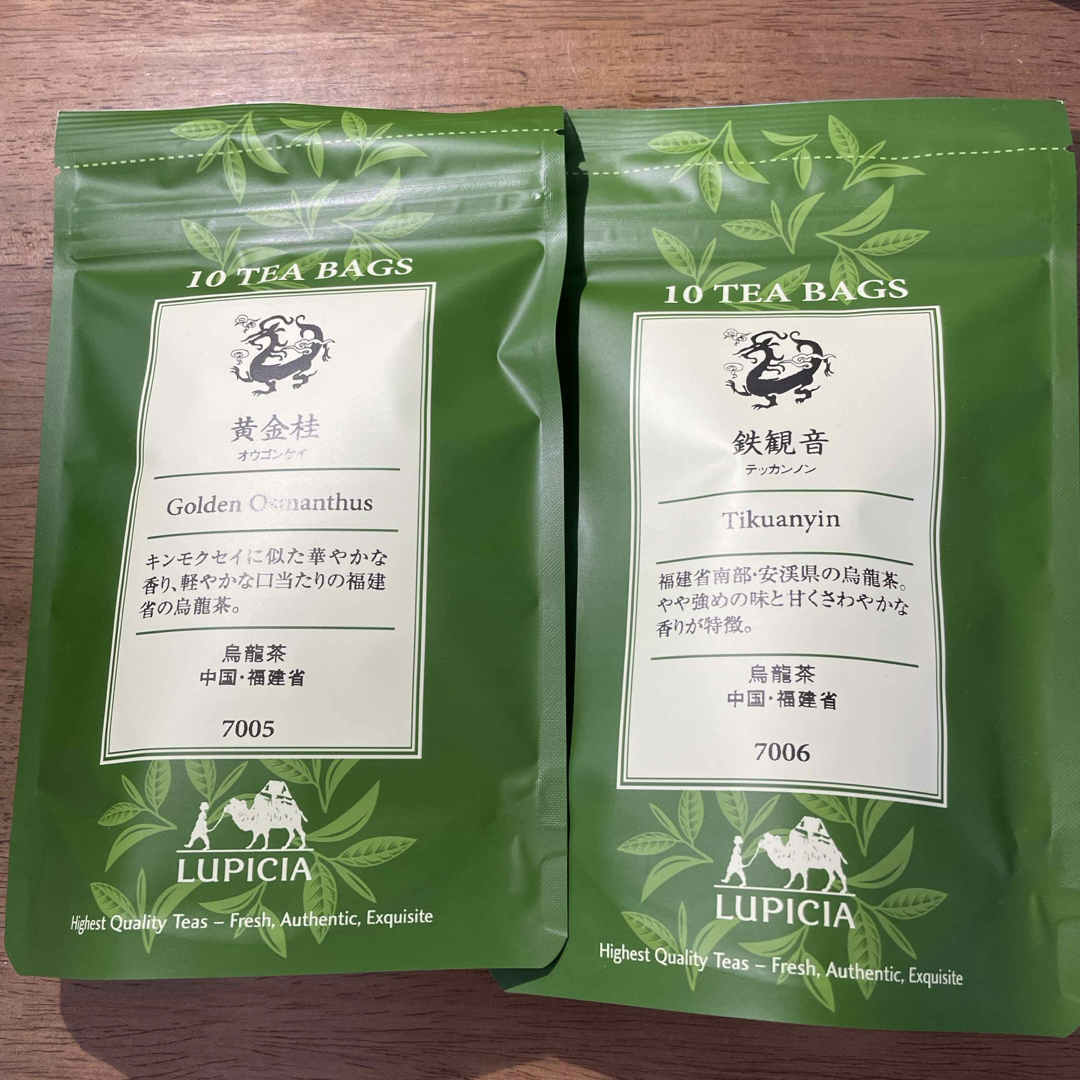 10 TEA BAGS
黄金桂
オウゴンケイ
Golden Osmanthus
キンモクセイに似た華やかな
香り、軽やかな口当たりの福建
省の烏龍茶。
烏龍茶
中国・福建省
7005
LUPICIA
Highest Quality Teas – Fresh, Authentic, Exquisite
10 TEA BAGS
鉄観音
テッカンノン
Tikuanyin
福建省南部・安渓県の烏龍茶。
やや強めの味と甘くさわやかな
香りが特徴。
烏龍茶
中国・福建省
7006
LUPICIA
Highest Quality Teas – Fresh, Authentic, Exquisite